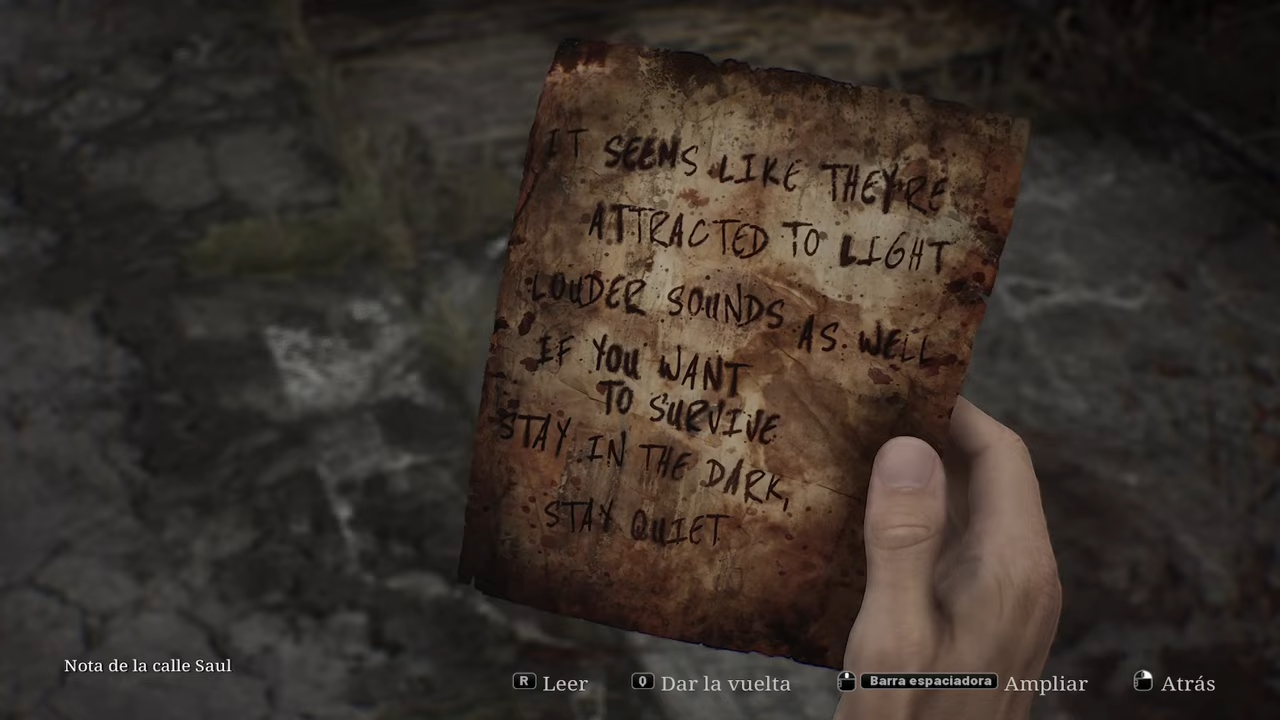 IT SEEMS LIKE THEY'RE
ATTRACTED TO LIGHT
LOUDER SOUNDS AS WELL
IF YOU WANT
TO SURVIVE
STAY IN THE DARK,
STAY QUIET
Nota de la calle Saul
R Leer Q Dar la vuelta Barra espaciadora Ampliar Atrás